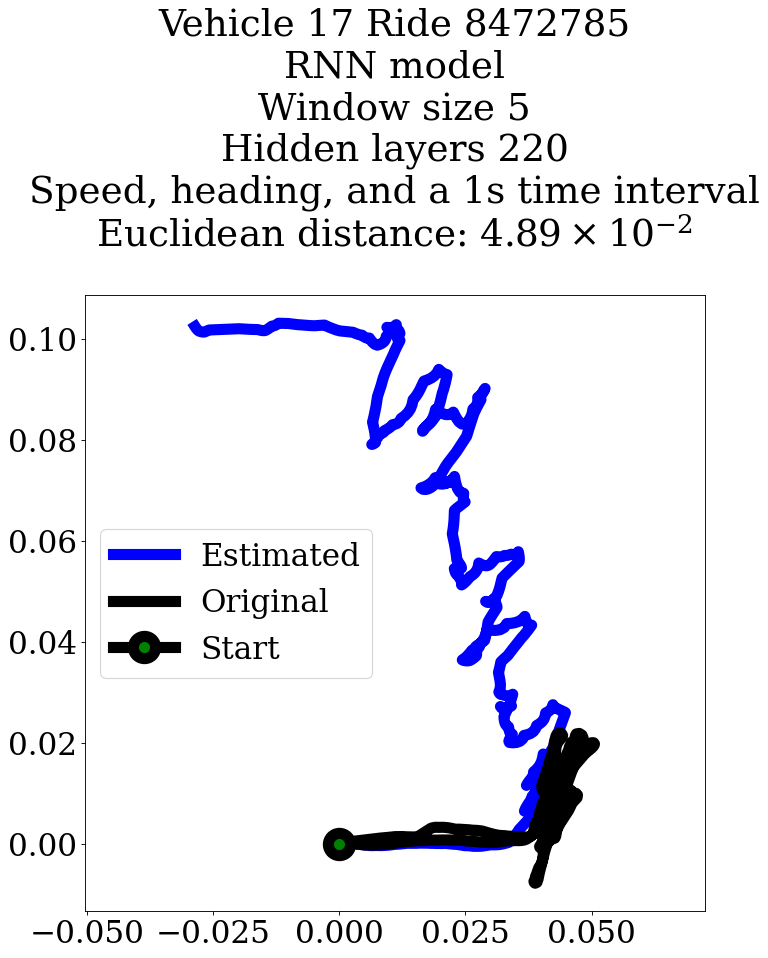 Vehicle 17 Ride 8472785
RNN model
Window size 5
Hidden layers 220
Speed, heading, and a 1s time interval
Euclidean distance: 4.89 × 10⁻²
0.10
0.08
0.06
0.04
0.02
0.00
Estimated
Original
Start
−0.050 −0.025 0.000 0.025 0.050